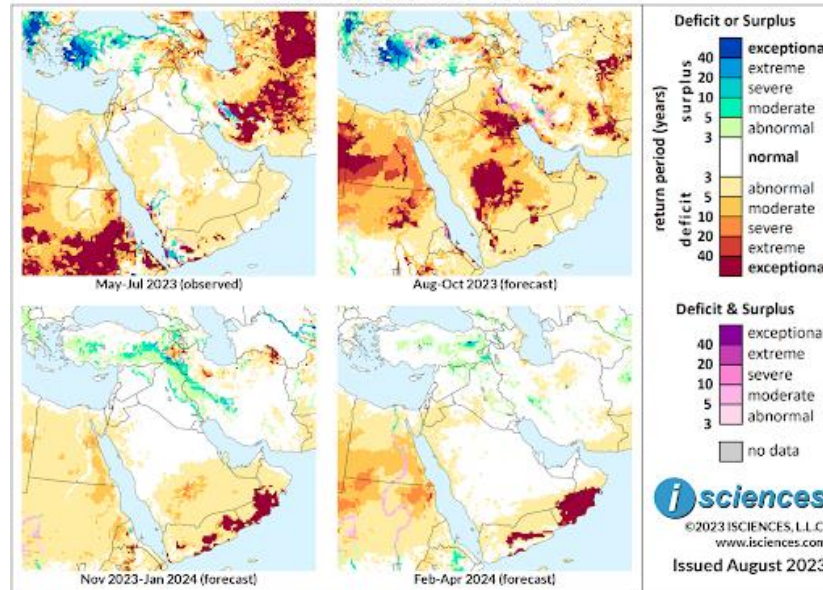 May-Jul 2023 (observed)
Aug-Oct 2023 (forecast)
Nov 2023-Jan 2024 (forecast)
Feb-Apr 2024 (forecast)
Deficit or Surplus
return period (years)
surplus
deficit
40 exceptiona
20 extreme
10 severe
5 moderate
3 abnormal
normal
3 abnormal
5 moderate
10 severe
20 extreme
40 exceptiona
Deficit & Surplus
40 exceptiona
20 extreme
10 severe
5 moderate
3 abnormal
no data
i sciences
©2023 ISCIENCES, L.L.C
www.isciences.com
Issued August 2023